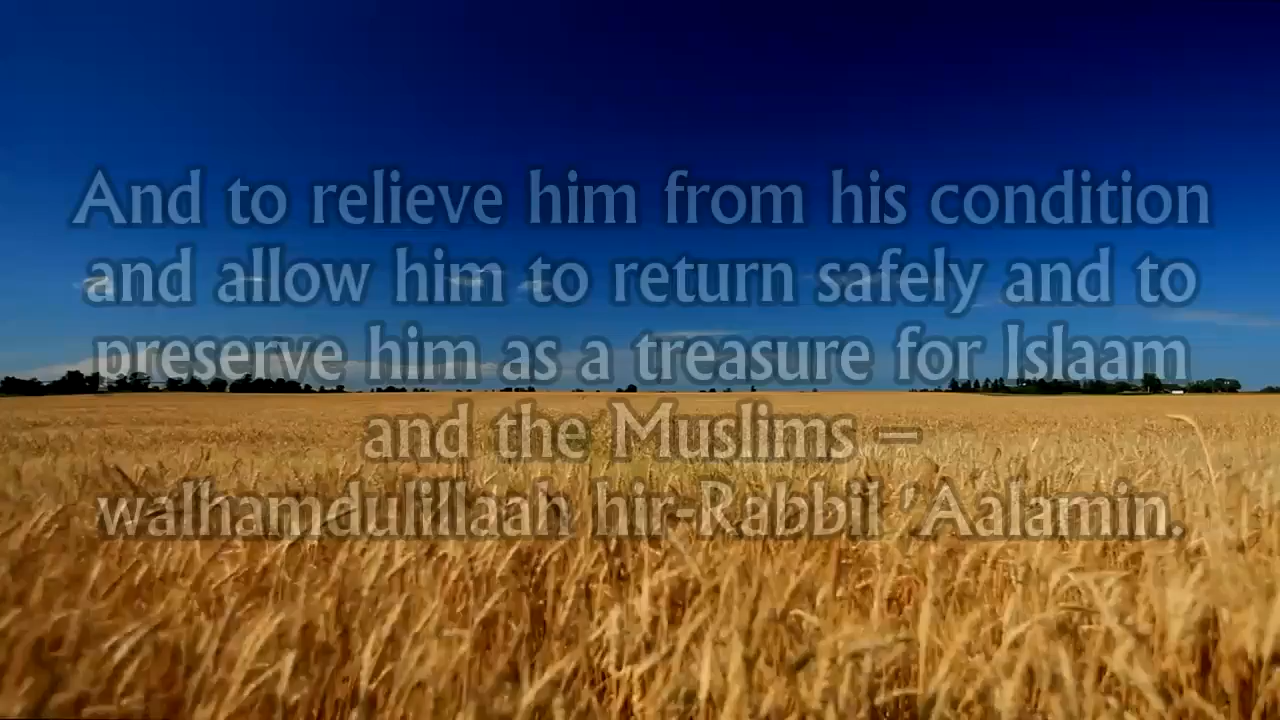 And to relieve him from his condition
and allow him to return safely and to
preserve him as a treasure for Islaam
and the Muslims –
walhamdulillaah hir-Rabbil 'Aalamin.